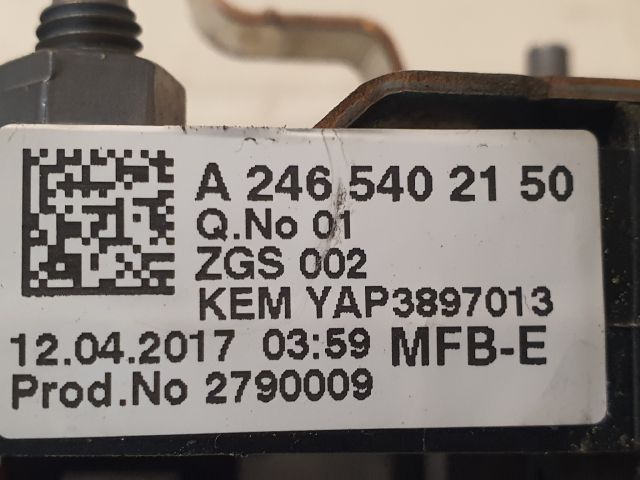 A 246 540 21 50
Q.No 01
ZGS 002
KEM YAP3897013
12.04.2017 03:59 MFB-E
Prod.No 2790009